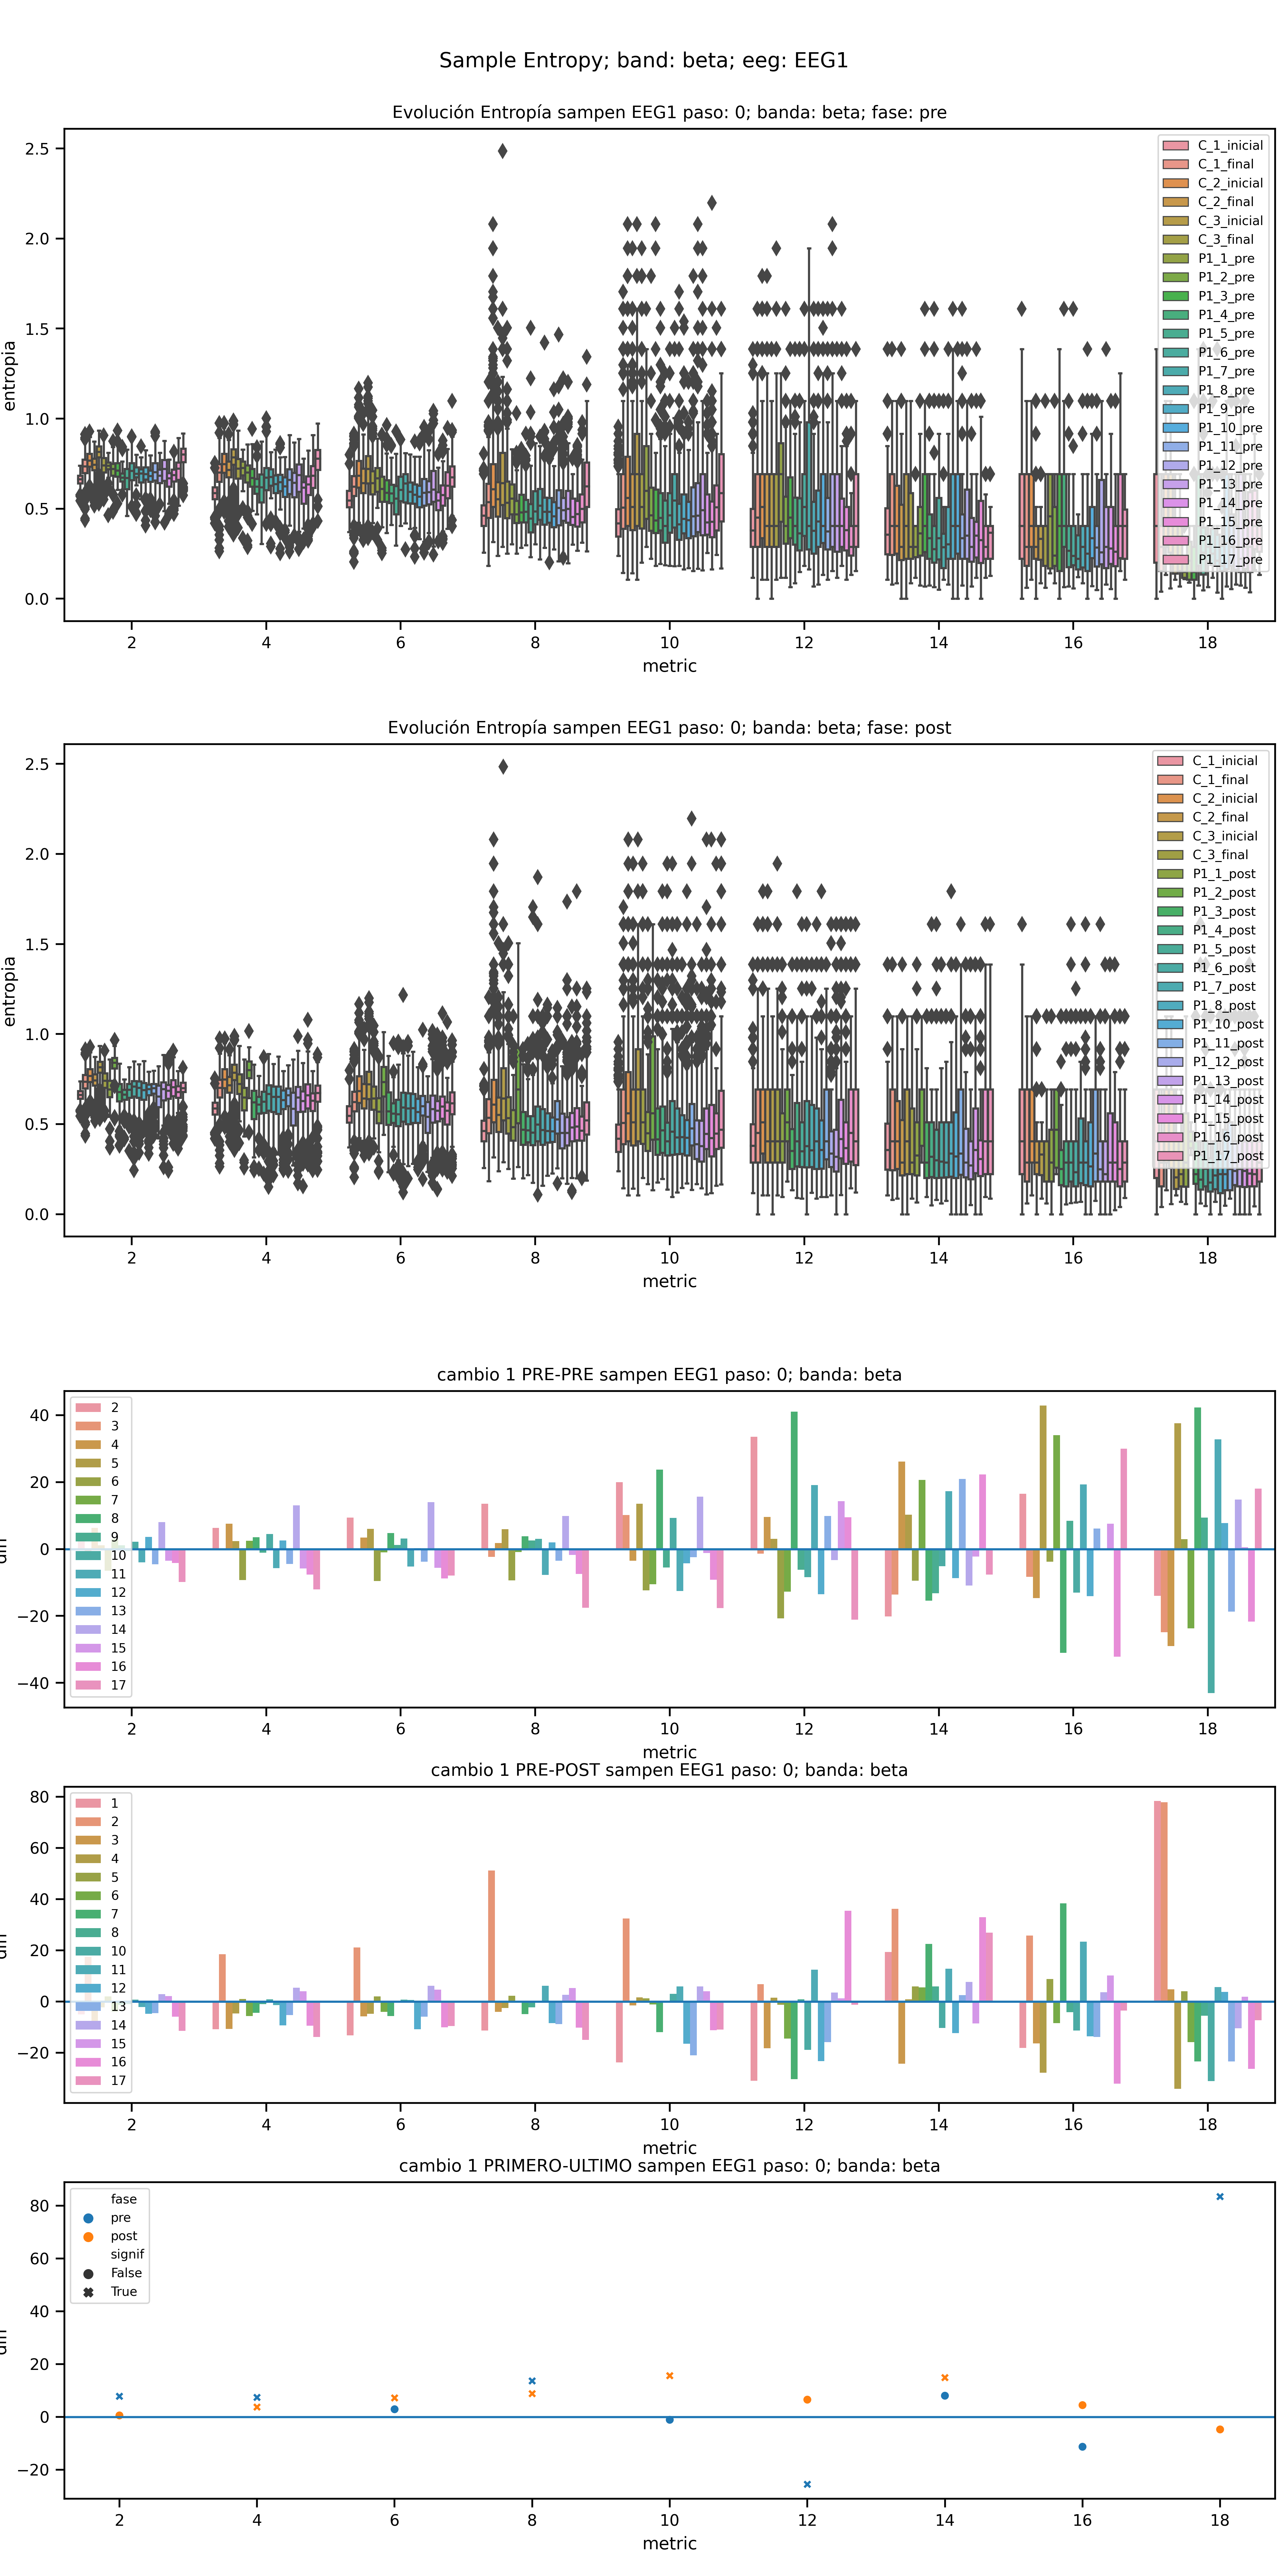 Sample Entropy; band: beta; eeg: EEG1
Evolución Entropía sampen EEG1 paso: 0; banda: beta; fase: pre
2.5
2.0
1.5
1.0
0.5
0.0
entropia
C_1_inicial
C_1_final
C_2_inicial
C_2_final
C_3_inicial
C_3_final
P1_1_pre
P1_2_pre
P1_3_pre
P1_4_pre
P1_5_pre
P1_6_pre
P1_7_pre
P1_8_pre
P1_9_pre
P1_10_pre
P1_11_pre
P1_12_pre
P1_13_pre
P1_14_pre
P1_15_pre
P1_16_pre
P1_17_pre
2 4 6 8 10 12 14 16 18
metric
Evolución Entropía sampen EEG1 paso: 0; banda: beta; fase: post
2.5
2.0
1.5
1.0
0.5
0.0
entropia
C_1_inicial
C_1_final
C_2_inicial
C_2_final
C_3_inicial
C_3_final
P1_1_post
P1_2_post
P1_3_post
P1_4_post
P1_5_post
P1_6_post
P1_7_post
P1_8_post
P1_10_post
P1_11_post
P1_12_post
P1_13_post
P1_14_post
P1_15_post
P1_16_post
P1_17_post
2 4 6 8 10 12 14 16 18
metric
cambio 1 PRE-PRE sampen EEG1 paso: 0; banda: beta
40
20
0
−20
−40
2
3
4
5
6
7
8
9
10
11
12
13
14
15
16
17
2 4 6 8 10 12 14 16 18
metric
cambio 1 PRE-POST sampen EEG1 paso: 0; banda: beta
80
60
40
20
0
−20
1
2
3
4
5
6
7
8
10
11
12
13
14
15
16
17
2 4 6 8 10 12 14 16 18
metric
cambio 1 PRIMERO-ULTIMO sampen EEG1 paso: 0; banda: beta
80
60
40
20
0
−20
fase
pre
post
signif
False
True
2 4 6 8 10 12 14 16 18
metric